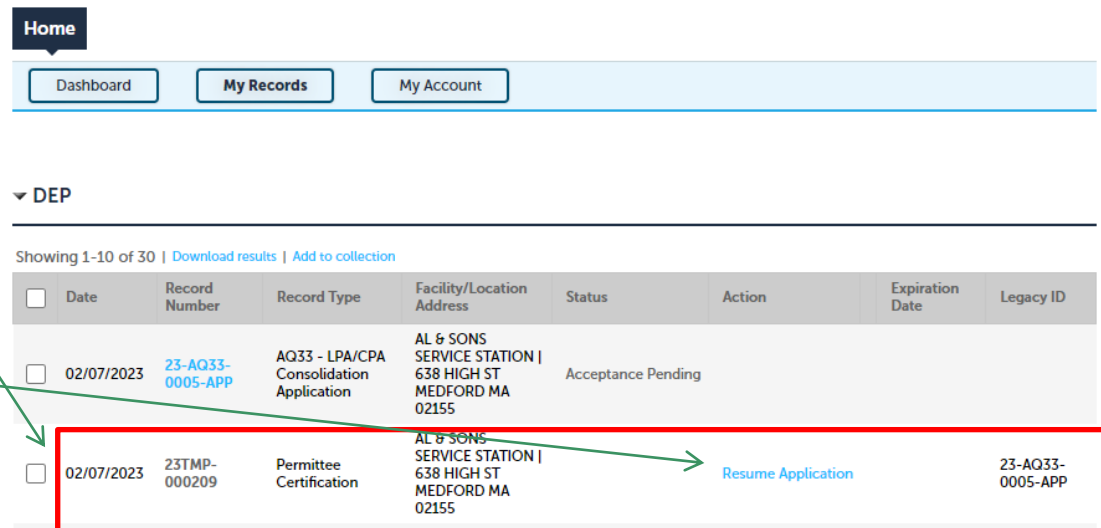 Home
Dashboard My Records My Account
DEP
Showing 1-10 of 30 | Download results | Add to collection
Date Record Number Record Type Facility/Location Address Status Action Expiration Date Legacy ID
02/07/2023 23-AQ33-0005-APP AQ33 - LPA/CPA Consolidation Application AL & SONS SERVICE STATION | 638 HIGH ST MEDFORD MA 02155 Acceptance Pending
02/07/2023 23TMP-000209 Permittee Certification AL & SONS SERVICE STATION | 638 HIGH ST MEDFORD MA 02155 Resume Application 23-AQ33-0005-APP